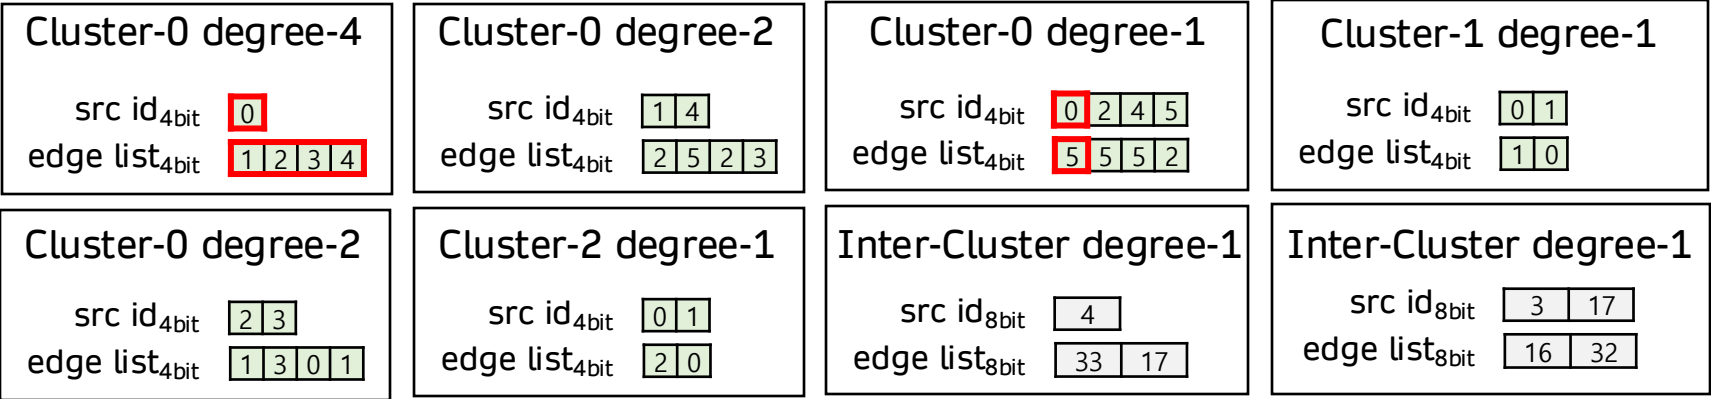 Cluster-0 degree-4
src id4bit 0
edge list4bit 1 2 3 4
Cluster-0 degree-2
src id4bit 1 4
edge list4bit 2 5 2 3
Cluster-0 degree-1
src id4bit 0 2 4 5
edge list4bit 5 5 5 2
Cluster-1 degree-1
src id4bit 0 1
edge list4bit 1 0
Cluster-0 degree-2
src id4bit 2 3
edge list4bit 1 3 0 1
Cluster-2 degree-1
src id4bit 0 1
edge list4bit 2 0
Inter-Cluster degree-1
src id8bit 4
edge list8bit 33 17
Inter-Cluster degree-1
src id8bit 3 17
edge list8bit 16 32